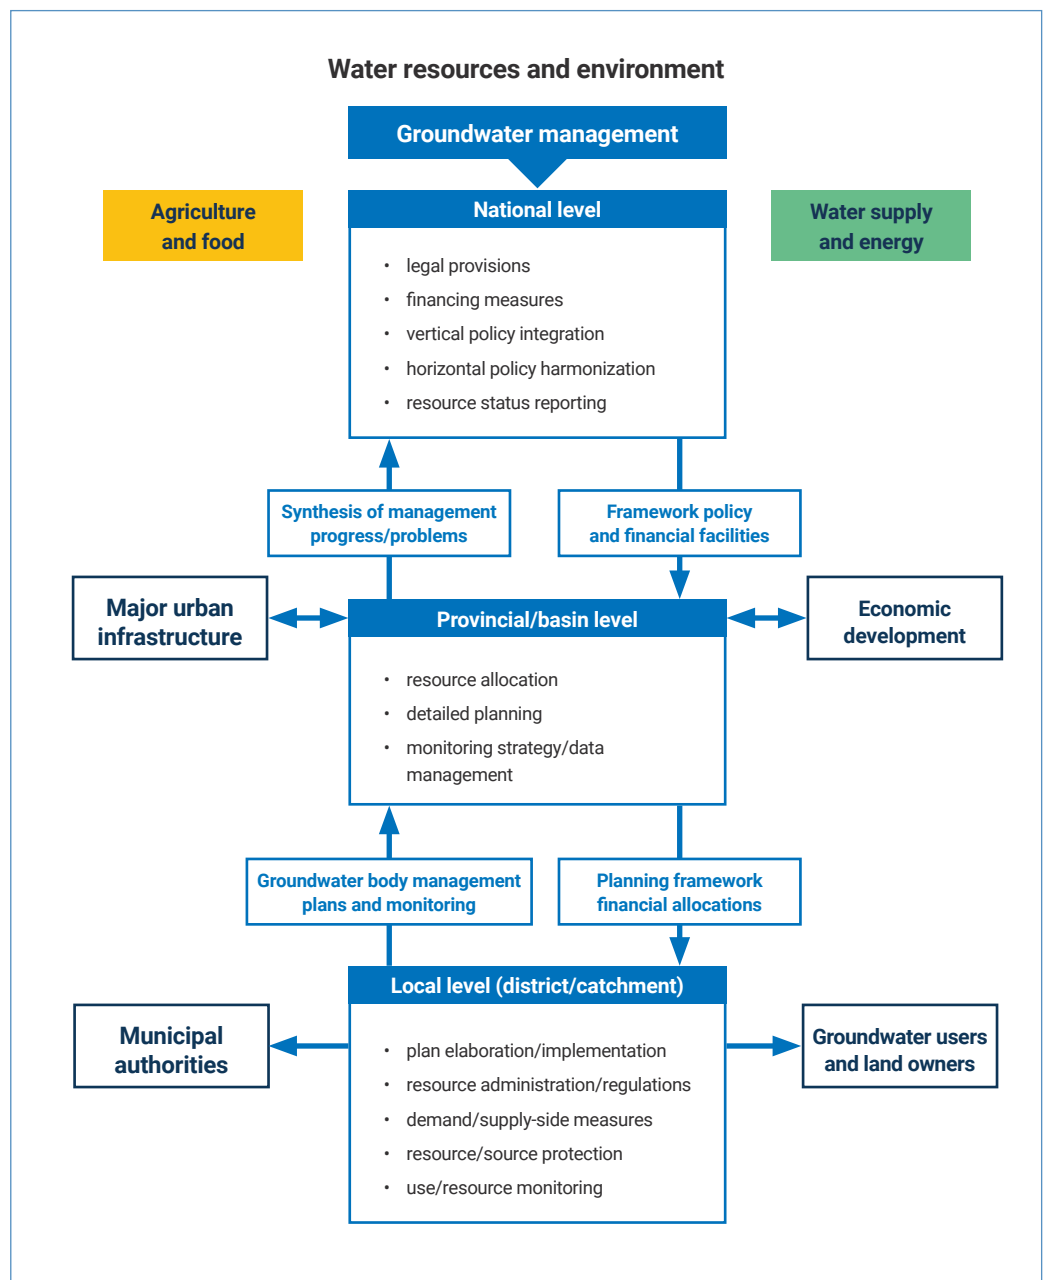 Water resources and environment
Groundwater management
Agriculture
and food
National level
Water supply
and energy
• legal provisions
• financing measures
• vertical policy integration
• horizontal policy harmonization
• resource status reporting
Synthesis of management
progress/problems
Framework policy
and financial facilities
Major urban
infrastructure
Provincial/basin level
Economic
development
• resource allocation
• detailed planning
• monitoring strategy/data
management
Groundwater body management
plans and monitoring
Planning framework
financial allocations
Local level (district/catchment)
Municipal
authorities
Groundwater users
and land owners
• plan elaboration/implementation
• resource administration/regulations
• demand/supply-side measures
• resource/source protection
• use/resource monitoring